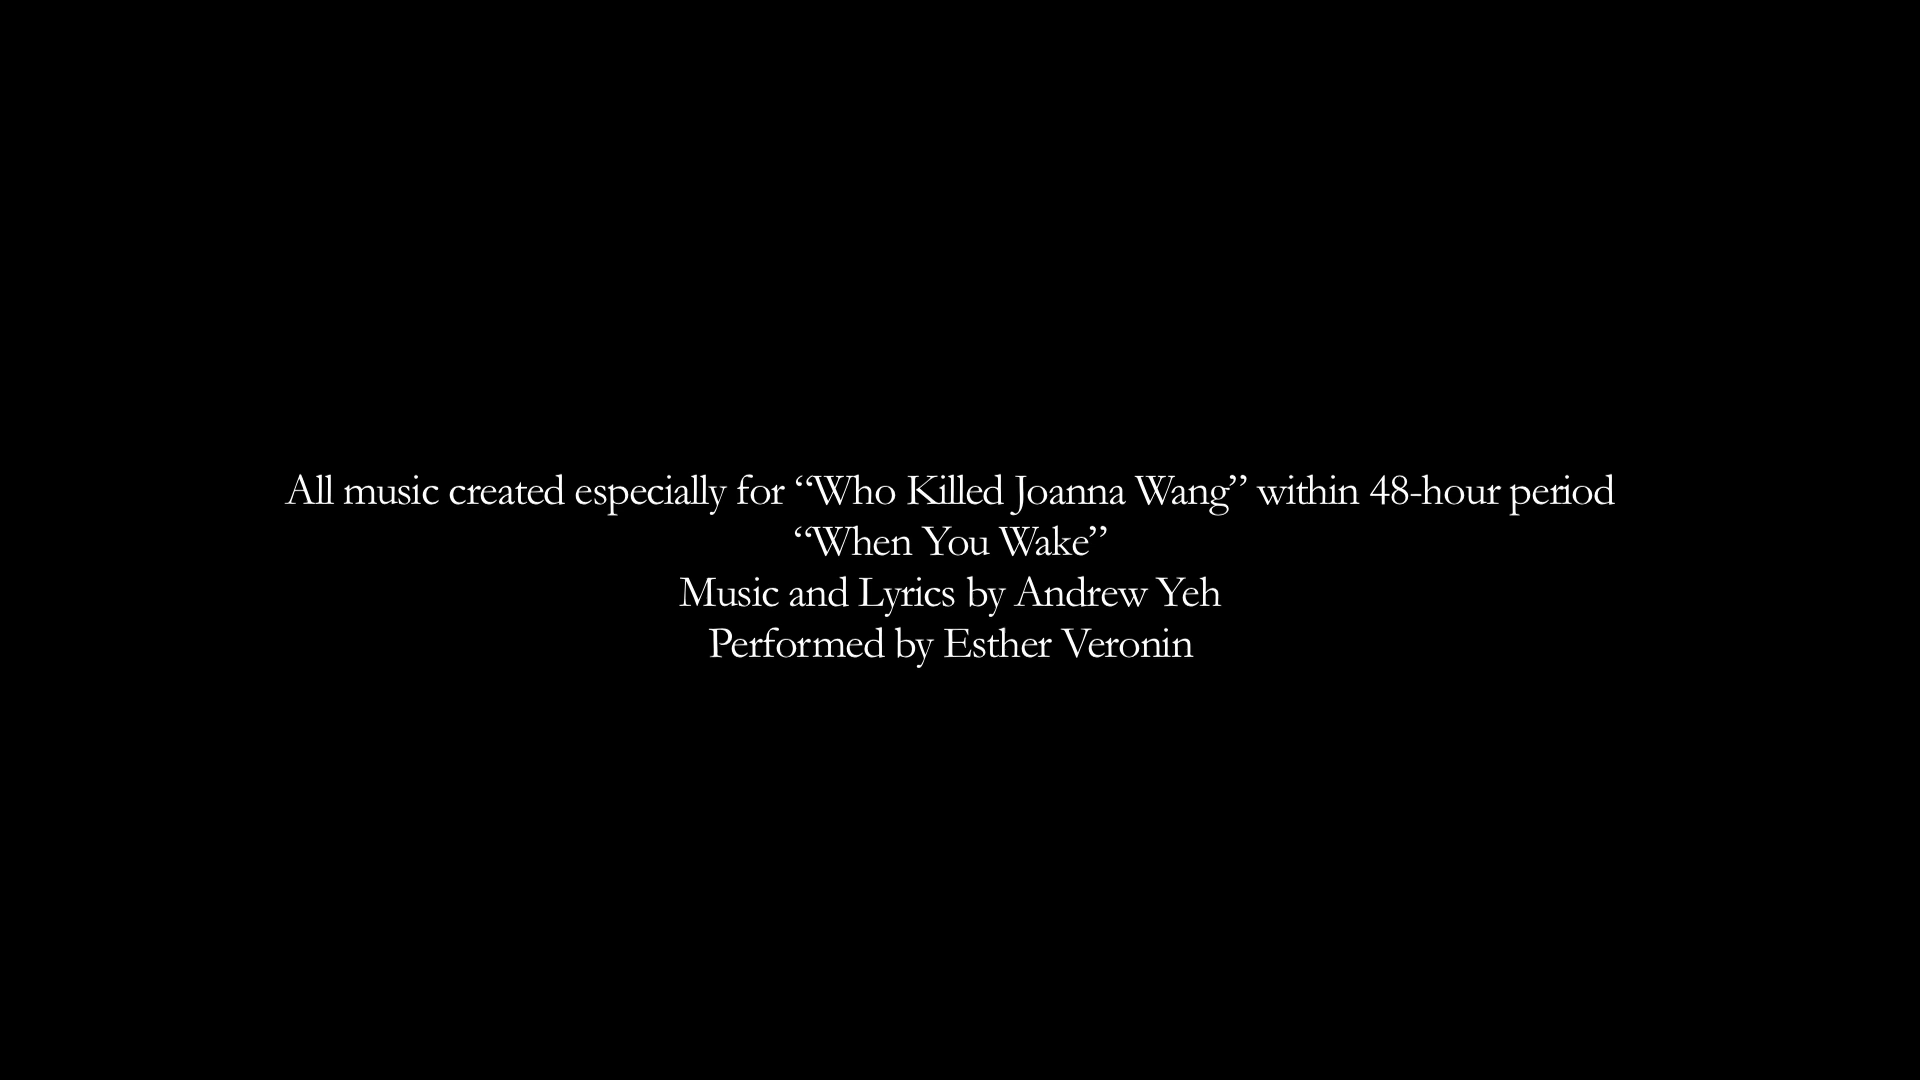 All music created especially for “Who Killed Joanna Wang” within 48-hour period
“When You Wake”
Music and Lyrics by Andrew Yeh
Performed by Esther Veronin